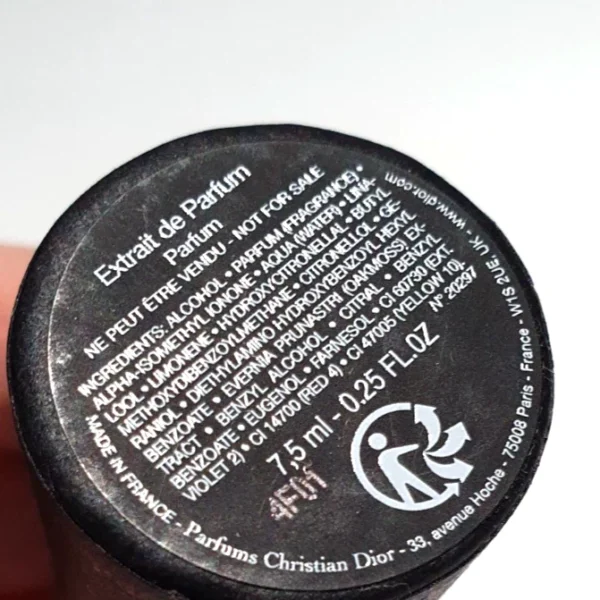 Extrait de Parfum
Parfum
NE PEUT ÊTRE VENDU - NOT FOR SALE
INGREDIENTS: ALCOHOL • PARFUM (FRAGRANCE) •
ALPHA-ISOMETHYL IONONE • AQUA (WATER) • LINA-
LOOL • LIMONENE • HYDROXYCITRONELLAL • BUTYL
METHOXYDIBENZOYLMETHANE • CITRONELLOL • GE-
RANIOL • DIETHYLAMINO HYDROXYBENZOYL HEXYL
BENZOATE • EVERNIA PRUNASTRI (OAKMOSS) EX-
TRACT • BENZYL ALCOHOL • CITRAL • BENZYL
BENZOATE • EUGENOL • FARNESOL • CI 60730 (EXT.
VIOLET 2) • CI 14700 (RED 4) • CI 47005 (YELLOW 10).
N° 20297
7,5 ml - 0.25 FL.OZ
MADE IN FRANCE - Parfums Christian Dior - 33, avenue Hoche - 75008 Paris - France • W1S 2UE, UK - www.dior.com